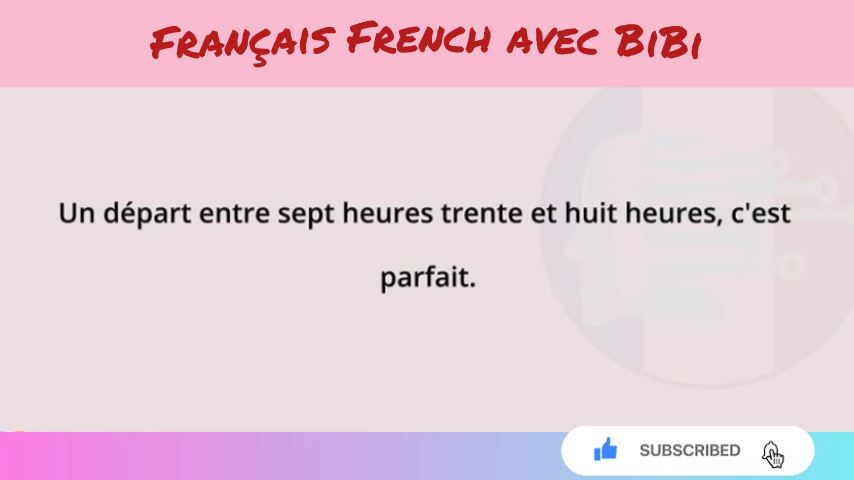 Français French avec BiBi
Un départ entre sept heures trente et huit heures, c'est
parfait.
SUBSCRIBED